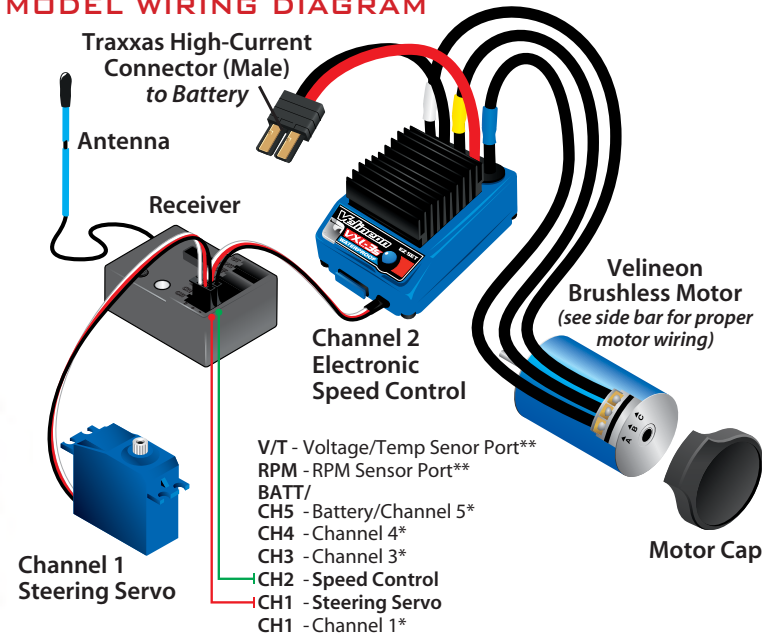 MODEL WIRING DIAGRAM
Traxxas High-Current
Connector (Male)
to Battery
Antenna
Receiver
Velineon
VXL-3s
WATERPROOF
EZ-SET
Velineon
Brushless Motor
(see side bar for proper
motor wiring)
Channel 2
Electronic
Speed Control
A
B
C
V/T - Voltage/Temp Senor Port**
RPM - RPM Sensor Port**
BATT/
CH5 - Battery/Channel 5*
CH4 - Channel 4*
CH3 - Channel 3*
CH2 - Speed Control
CH1 - Steering Servo
CH1 - Channel 1*
Channel 1
Steering Servo
Motor Cap